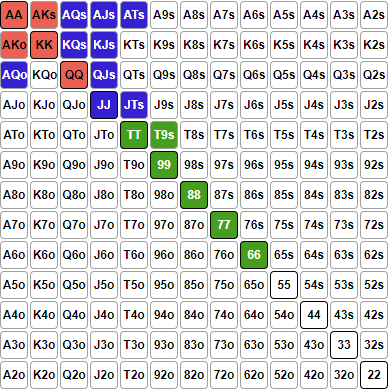 AA AKs AQs AJs ATs A9s A8s A7s A6s A5s A4s A3s A2s
AKo KK KQs KJs KTs K9s K8s K7s K6s K5s K4s K3s K2s
AQo KQo QQ QJs QTs Q9s Q8s Q7s Q6s Q5s Q4s Q3s Q2s
AJo KJo QJo JJ JTs J9s J8s J7s J6s J5s J4s J3s J2s
ATo KTo QTo JTo TT T9s T8s T7s T6s T5s T4s T3s T2s
A9o K9o Q9o J9o T9o 99 98s 97s 96s 95s 94s 93s 92s
A8o K8o Q8o J8o T8o 98o 88 87s 86s 85s 84s 83s 82s
A7o K7o Q7o J7o T7o 97o 87o 77 76s 75s 74s 73s 72s
A6o K6o Q6o J6o T6o 96o 86o 76o 66 65s 64s 63s 62s
A5o K5o Q5o J5o T5o 95o 85o 75o 65o 55 54s 53s 52s
A4o K4o Q4o J4o T4o 94o 84o 74o 64o 54o 44 43s 42s
A3o K3o Q3o J3o T3o 93o 83o 73o 63o 53o 43o 33 32s
A2o K2o Q2o J2o T2o 92o 82o 72o 62o 52o 42o 32o 22